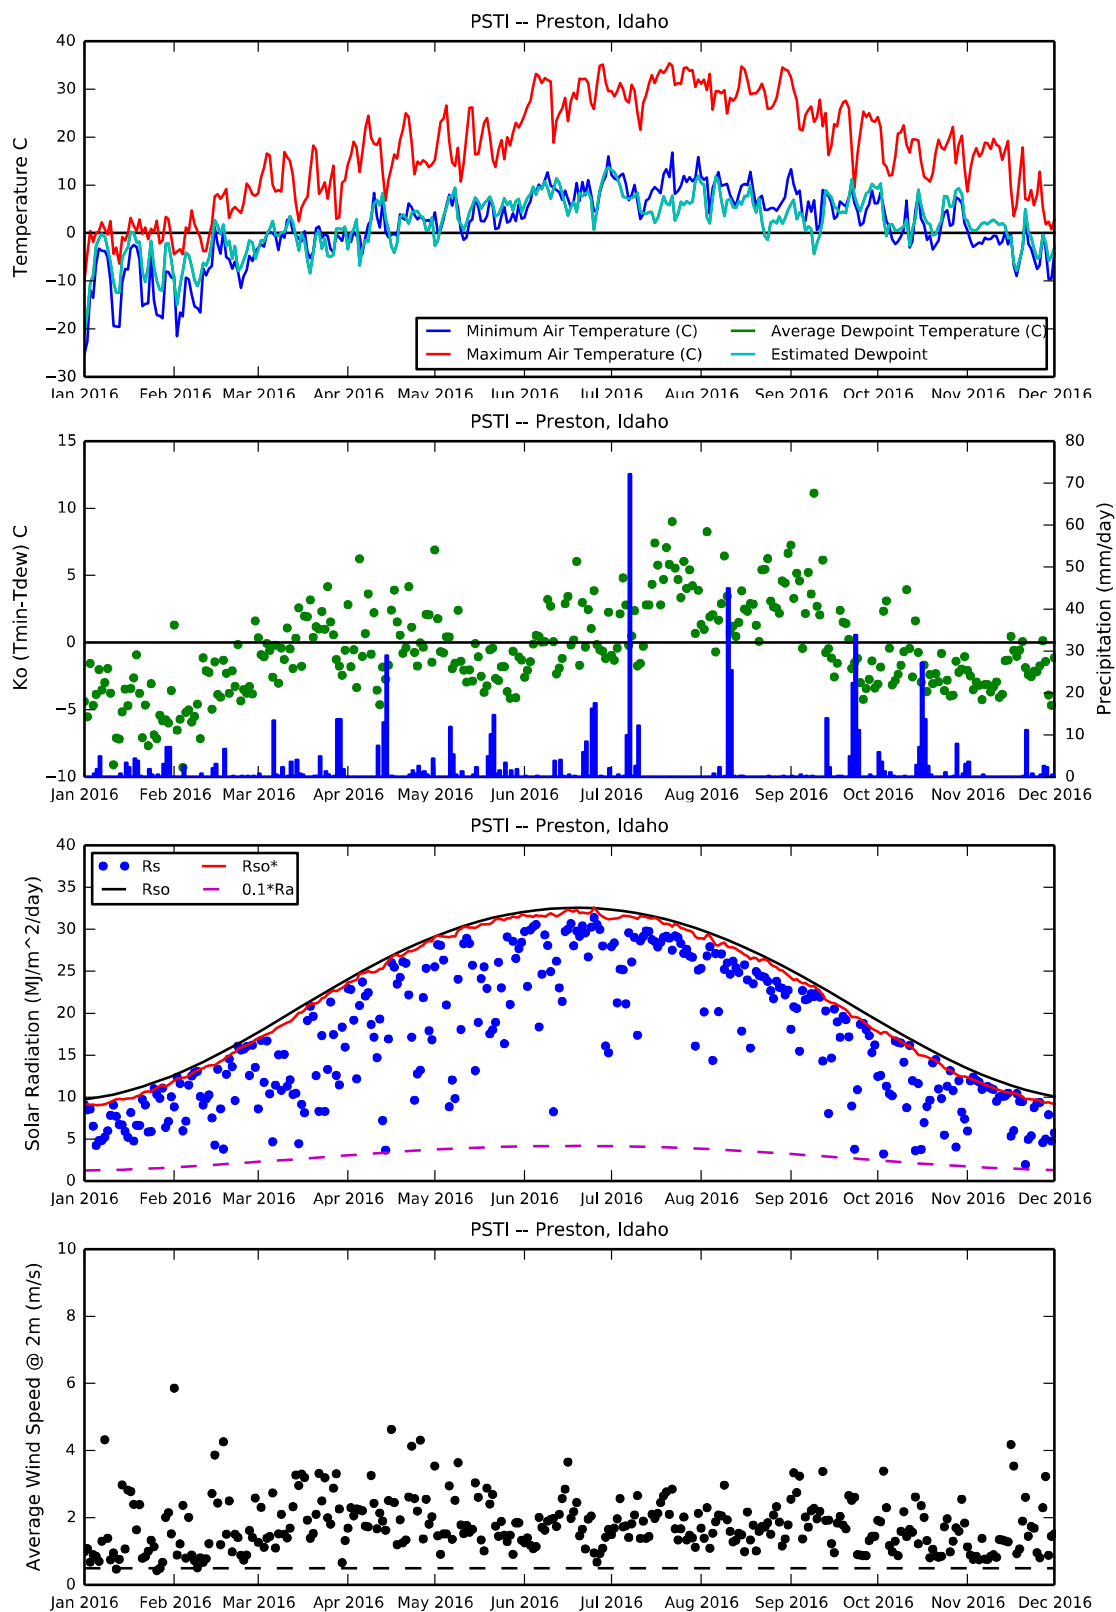 PSTI -- Preston, Idaho
40
30
20
10
0
−10
−20
−30
Temperature C
Minimum Air Temperature (C)
Maximum Air Temperature (C)
Average Dewpoint Temperature (C)
Estimated Dewpoint
Jan 2016 Feb 2016 Mar 2016 Apr 2016 May 2016 Jun 2016 Jul 2016 Aug 2016 Sep 2016 Oct 2016 Nov 2016 Dec 2016
PSTI -- Preston, Idaho
15
10
5
0
−5
−10
Ko (Tmin-Tdew) C
80
70
60
50
40
30
20
10
0
Precipitation (mm/day)
Jan 2016 Feb 2016 Mar 2016 Apr 2016 May 2016 Jun 2016 Jul 2016 Aug 2016 Sep 2016 Oct 2016 Nov 2016 Dec 2016
PSTI -- Preston, Idaho
40
35
30
25
20
15
10
5
0
Solar Radiation (MJ/m^2/day)
Rs
Rso
Rso*
0.1*Ra
Jan 2016 Feb 2016 Mar 2016 Apr 2016 May 2016 Jun 2016 Jul 2016 Aug 2016 Sep 2016 Oct 2016 Nov 2016 Dec 2016
PSTI -- Preston, Idaho
10
8
6
4
2
0
Average Wind Speed @ 2m (m/s)
Jan 2016 Feb 2016 Mar 2016 Apr 2016 May 2016 Jun 2016 Jul 2016 Aug 2016 Sep 2016 Oct 2016 Nov 2016 Dec 2016